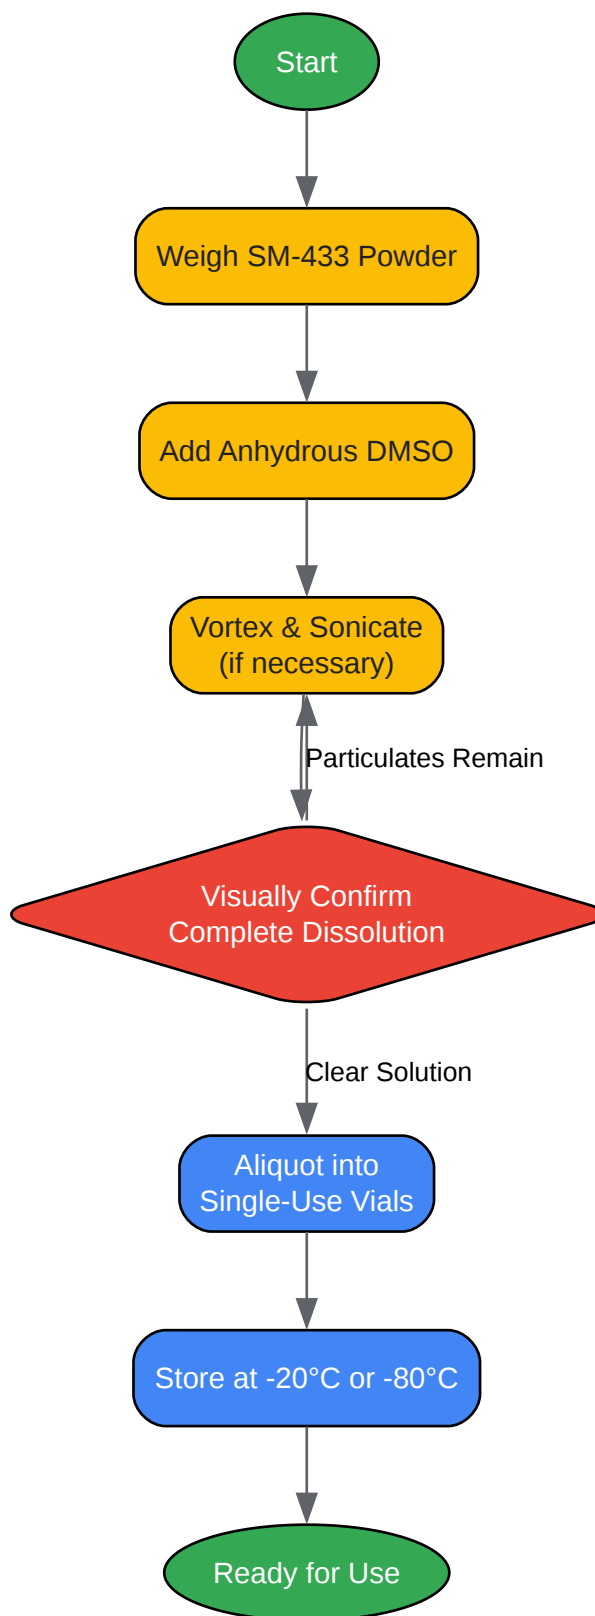 Start
Weigh SM-433 Powder
Add Anhydrous DMSO
Vortex & Sonicate
(if necessary)
Particulates Remain
Visually Confirm
Complete Dissolution
Clear Solution
Aliquot into
Single-Use Vials
Store at -20°C or -80°C
Ready for Use